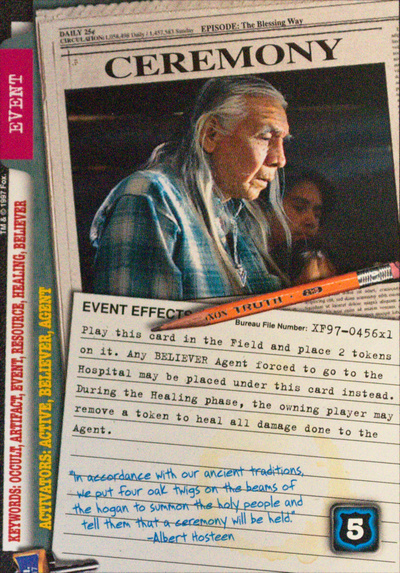 DAILY 25¢
EPISODE: The Blessing Way
CIRCULATION: 1,058,498 Daily / 1,457,583 Sunday
CEREMONY
EVENT
TM & © 1997 Fox.
KEYWORDS: OCCULT, ARTIFACT, EVENT, RESOURCE, HEALING, BELIEVER
ACTIVATORS: ACTIVE, BELIEVER, AGENT
TRUTH
EVENT EFFECTS
Bureau File Number: XF97-0456x1
Play this card in the Field and place 2 tokens
on it. Any BELIEVER Agent forced to go to the
Hospital may be placed under this card instead.
During the Healing phase, the owning player may
remove a token to heal all damage done to the
Agent.
"In accordance with our ancient traditions,
we put four oak twigs on the beams of
the hogan to summon the holy people and
tell them that a ceremony will be held."
-Albert Hosteen
5